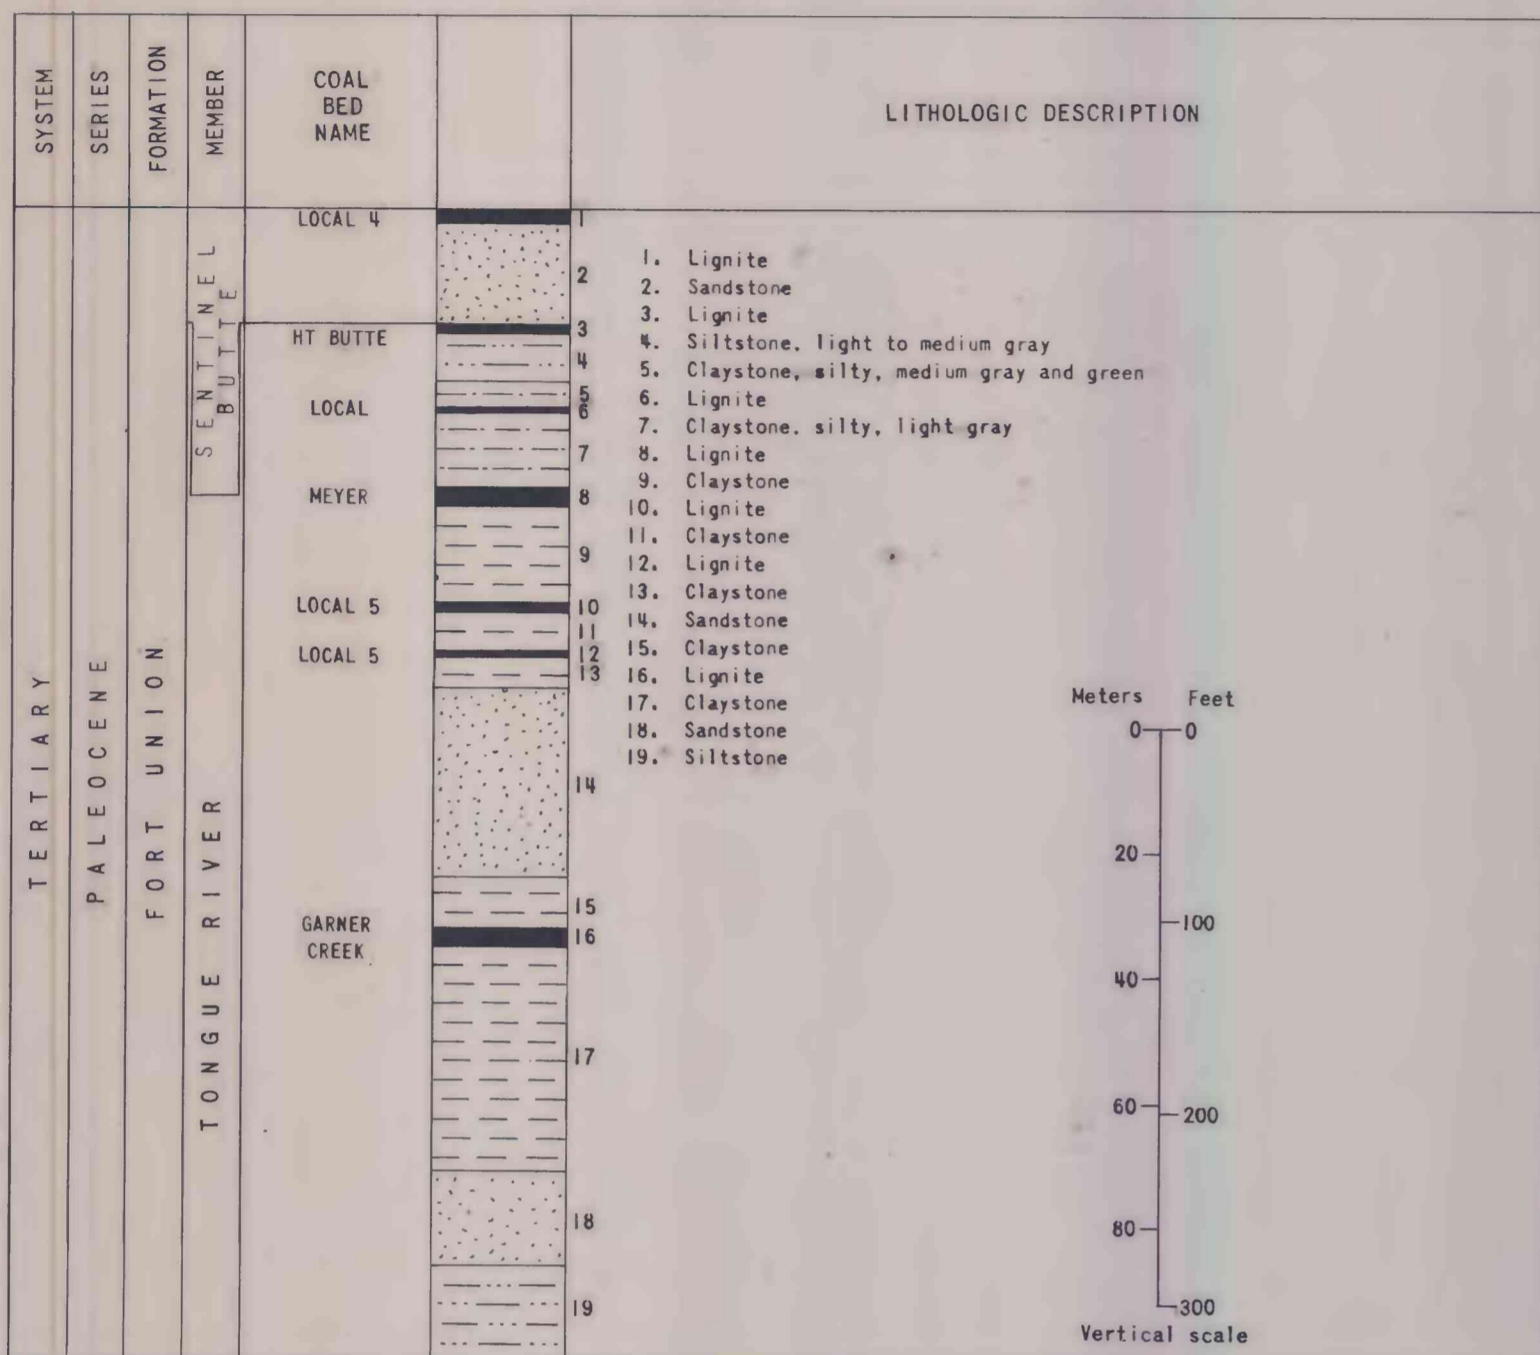 SYSTEM
SERIES
FORMATION
MEMBER
COAL
BED
NAME
LITHOLOGIC DESCRIPTION
TERTIARY
PALEOCENE
FORT UNION
SENTINEL
BUTTE
TONGUE RIVER
LOCAL 4
HT BUTTE
LOCAL
MEYER
LOCAL 5
LOCAL 5
GARNER
CREEK
1
2
3
4
5
6
7
8
9
10
11
12
13
14
15
16
17
18
19
1. Lignite
2. Sandstone
3. Lignite
4. Siltstone. light to medium gray
5. Claystone, silty, medium gray and green
6. Lignite
7. Claystone. silty, light gray
8. Lignite
9. Claystone
10. Lignite
11. Claystone
12. Lignite
13. Claystone
14. Sandstone
15. Claystone
16. Lignite
17. Claystone
18. Sandstone
19. Siltstone
Meters Feet
0 0
20
100
40
60
200
80
300
Vertical scale